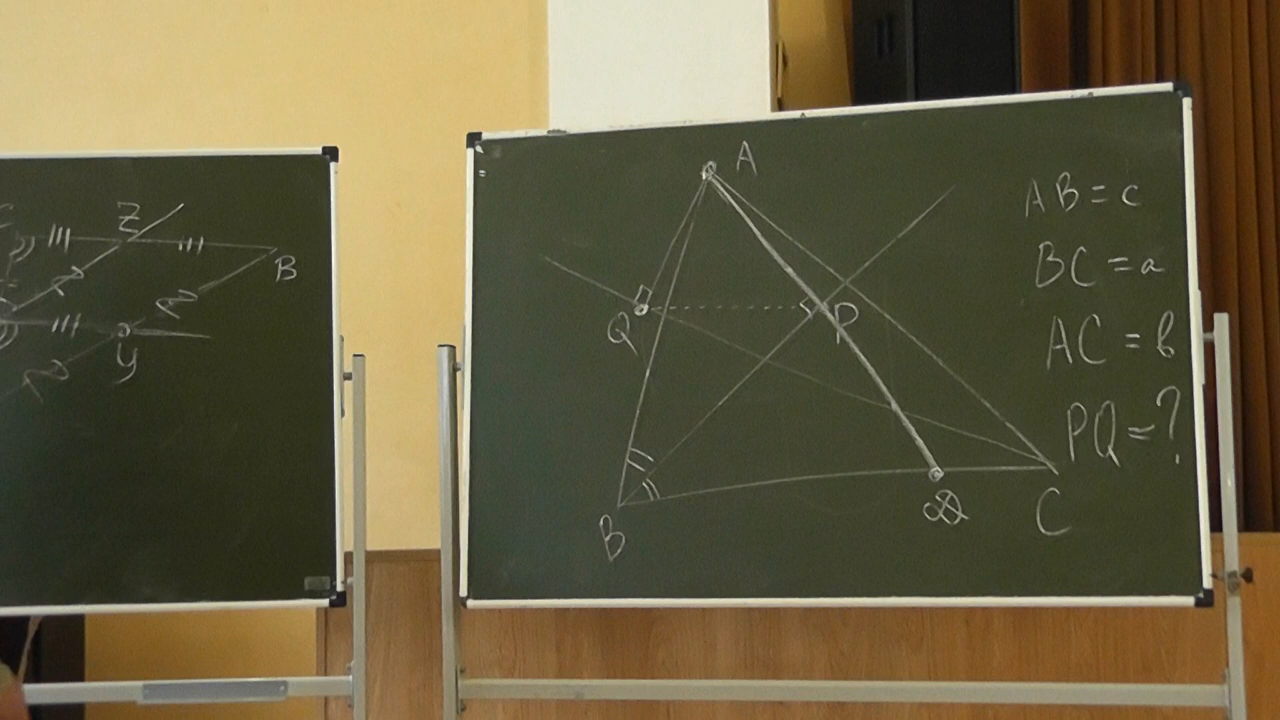 Z
B
Y
A
Q
P
B
C
AB = c
BC = a
AC = b
PQ = ?